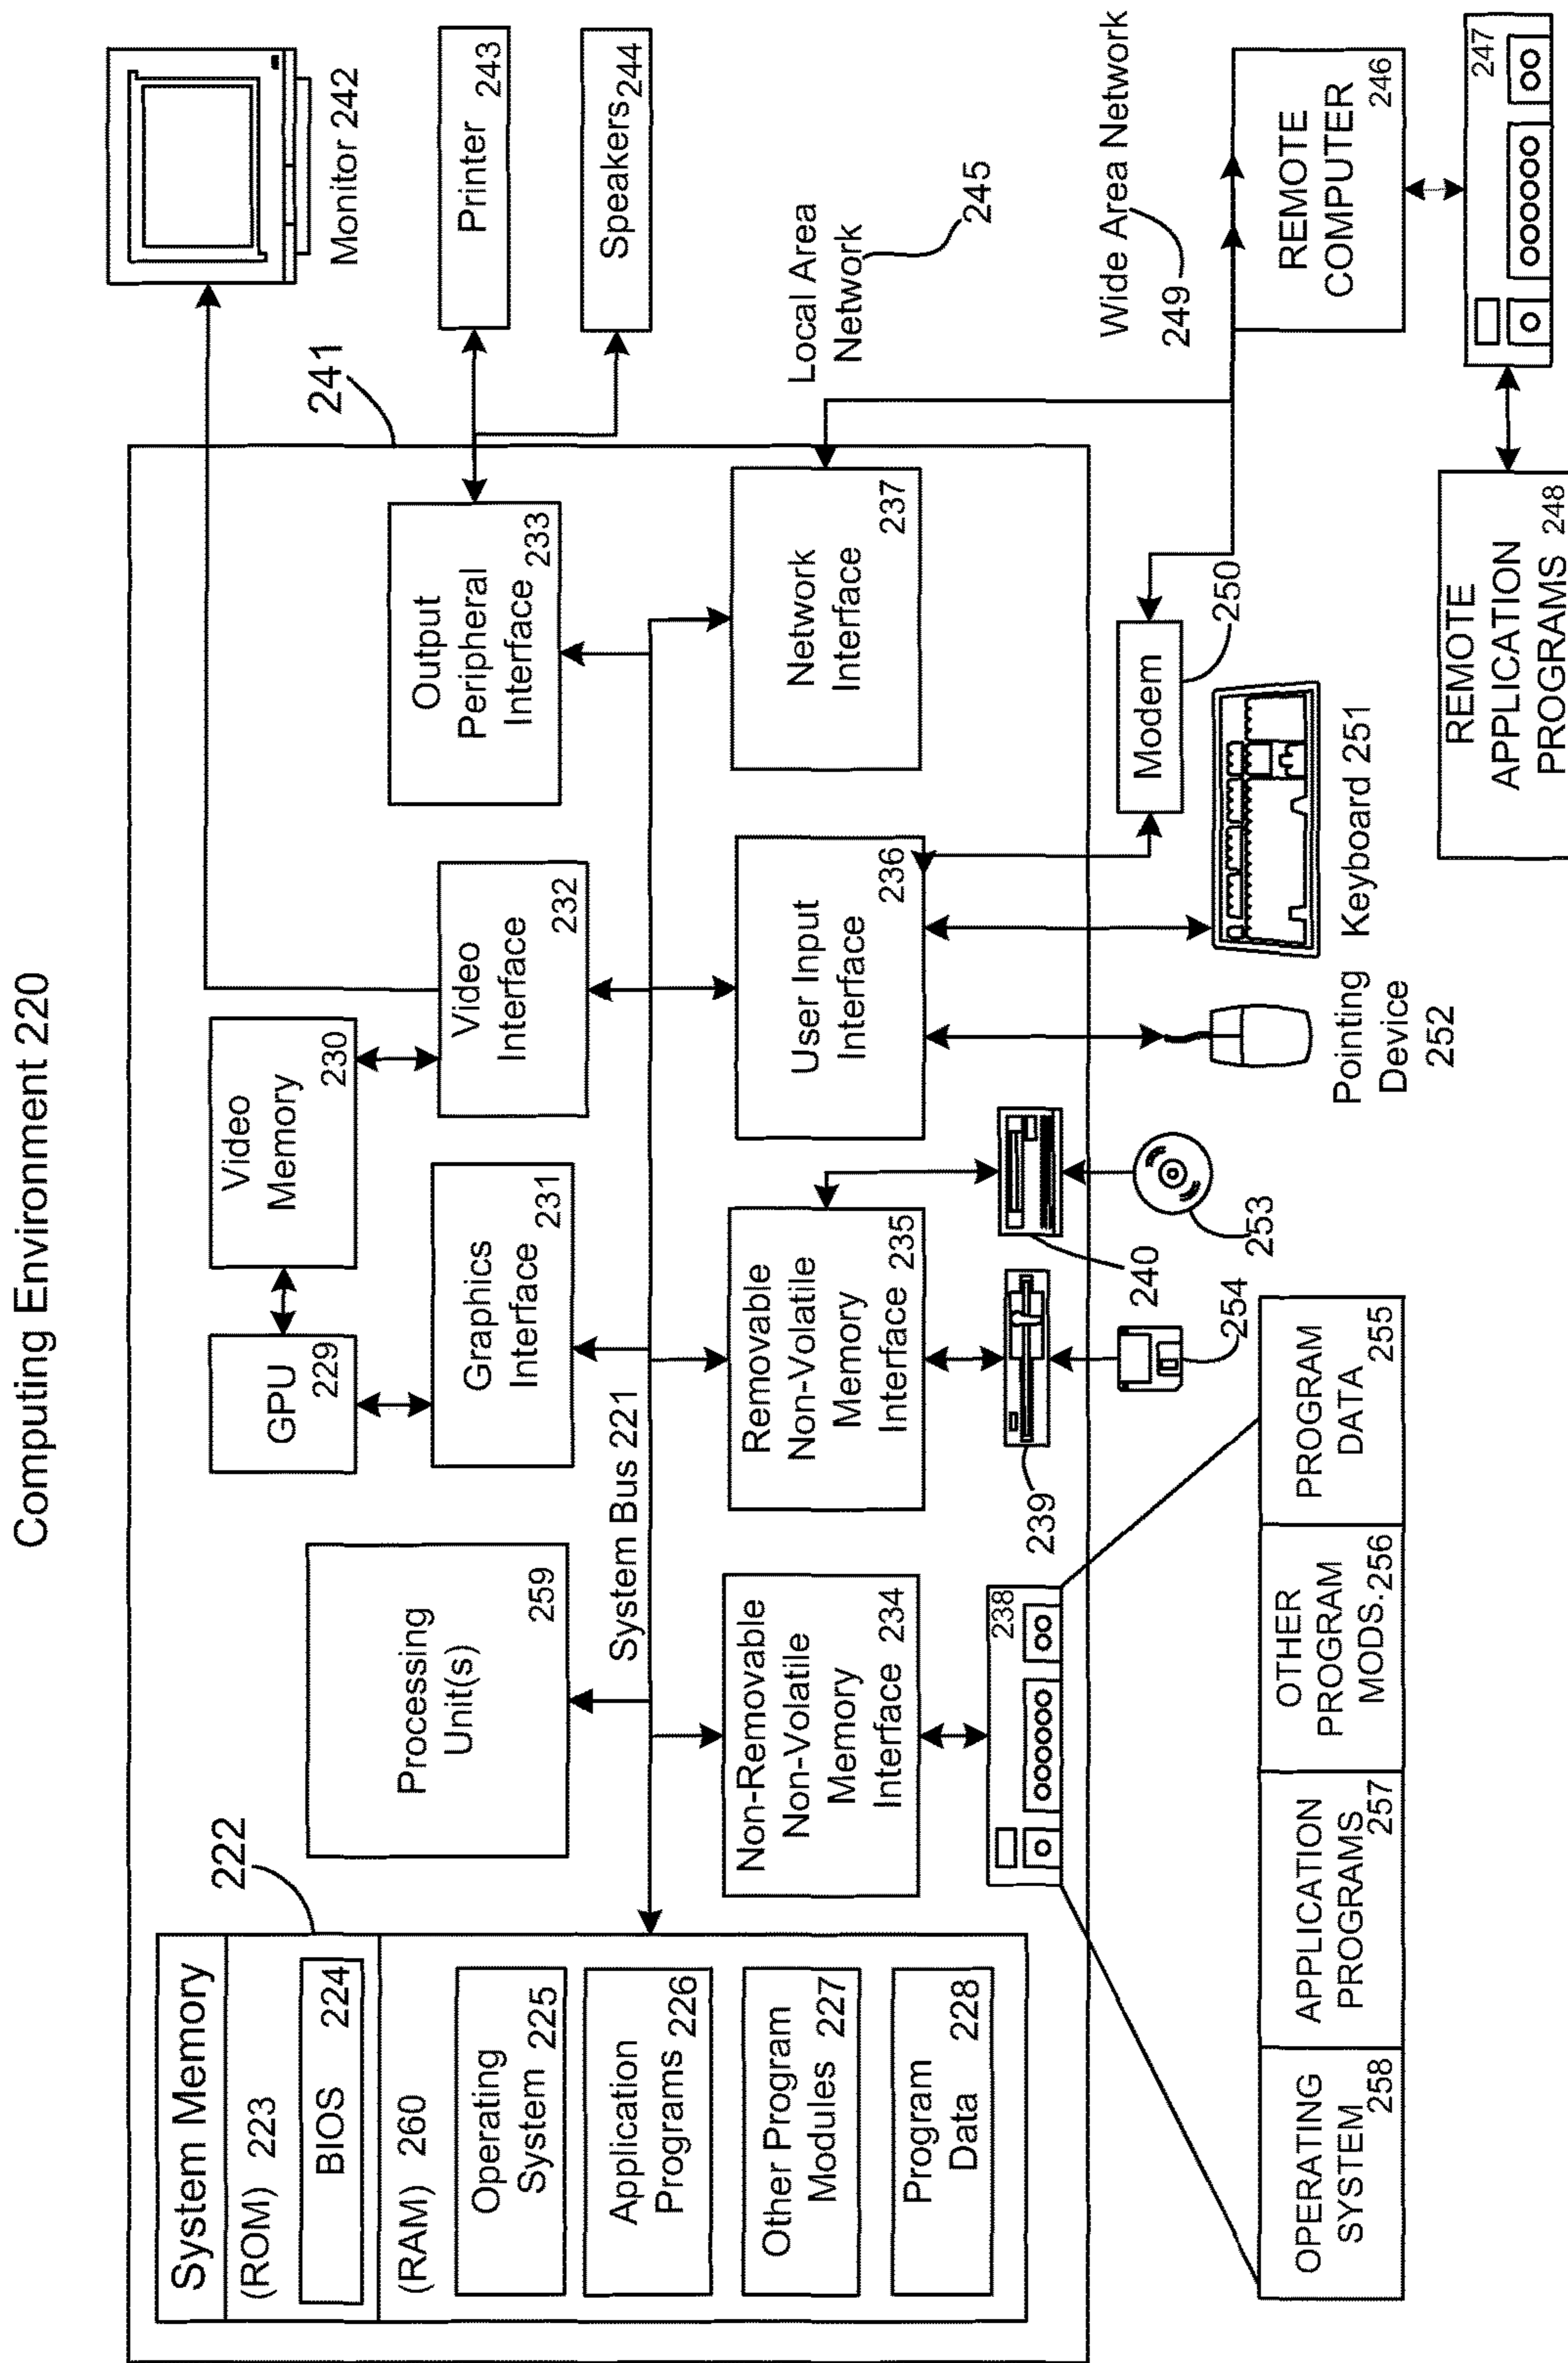 Computing Environment 220
System Memory
222
(ROM) 223
BIOS 224
(RAM) 260
Operating
System 225
Application
Programs 226
Other Program
Modules 227
Program
Data 228
Processing
Unit(s)
259
System Bus 221
GPU
229
Video
Memory
230
Graphics
Interface
231
Video
Interface
232
Output
Peripheral
Interface 233
241
Monitor 242
Printer
243
Speakers 244
Non-Removable
Non-Volatile
Memory
Interface 234
Removable
Non-Volatile
Memory
Interface 235
User Input
Interface
236
Network
Interface
237
Local Area
Network
245
238
239
240
254
253
Pointing
Device
252
Keyboard 251
Modem
250
Wide Area Network
249
REMOTE
COMPUTER
246
247
REMOTE
APPLICATION
PROGRAMS 248
OPERATING
SYSTEM
258
APPLICATION
PROGRAMS
257
OTHER
PROGRAM
MODS. 256
PROGRAM
DATA
255